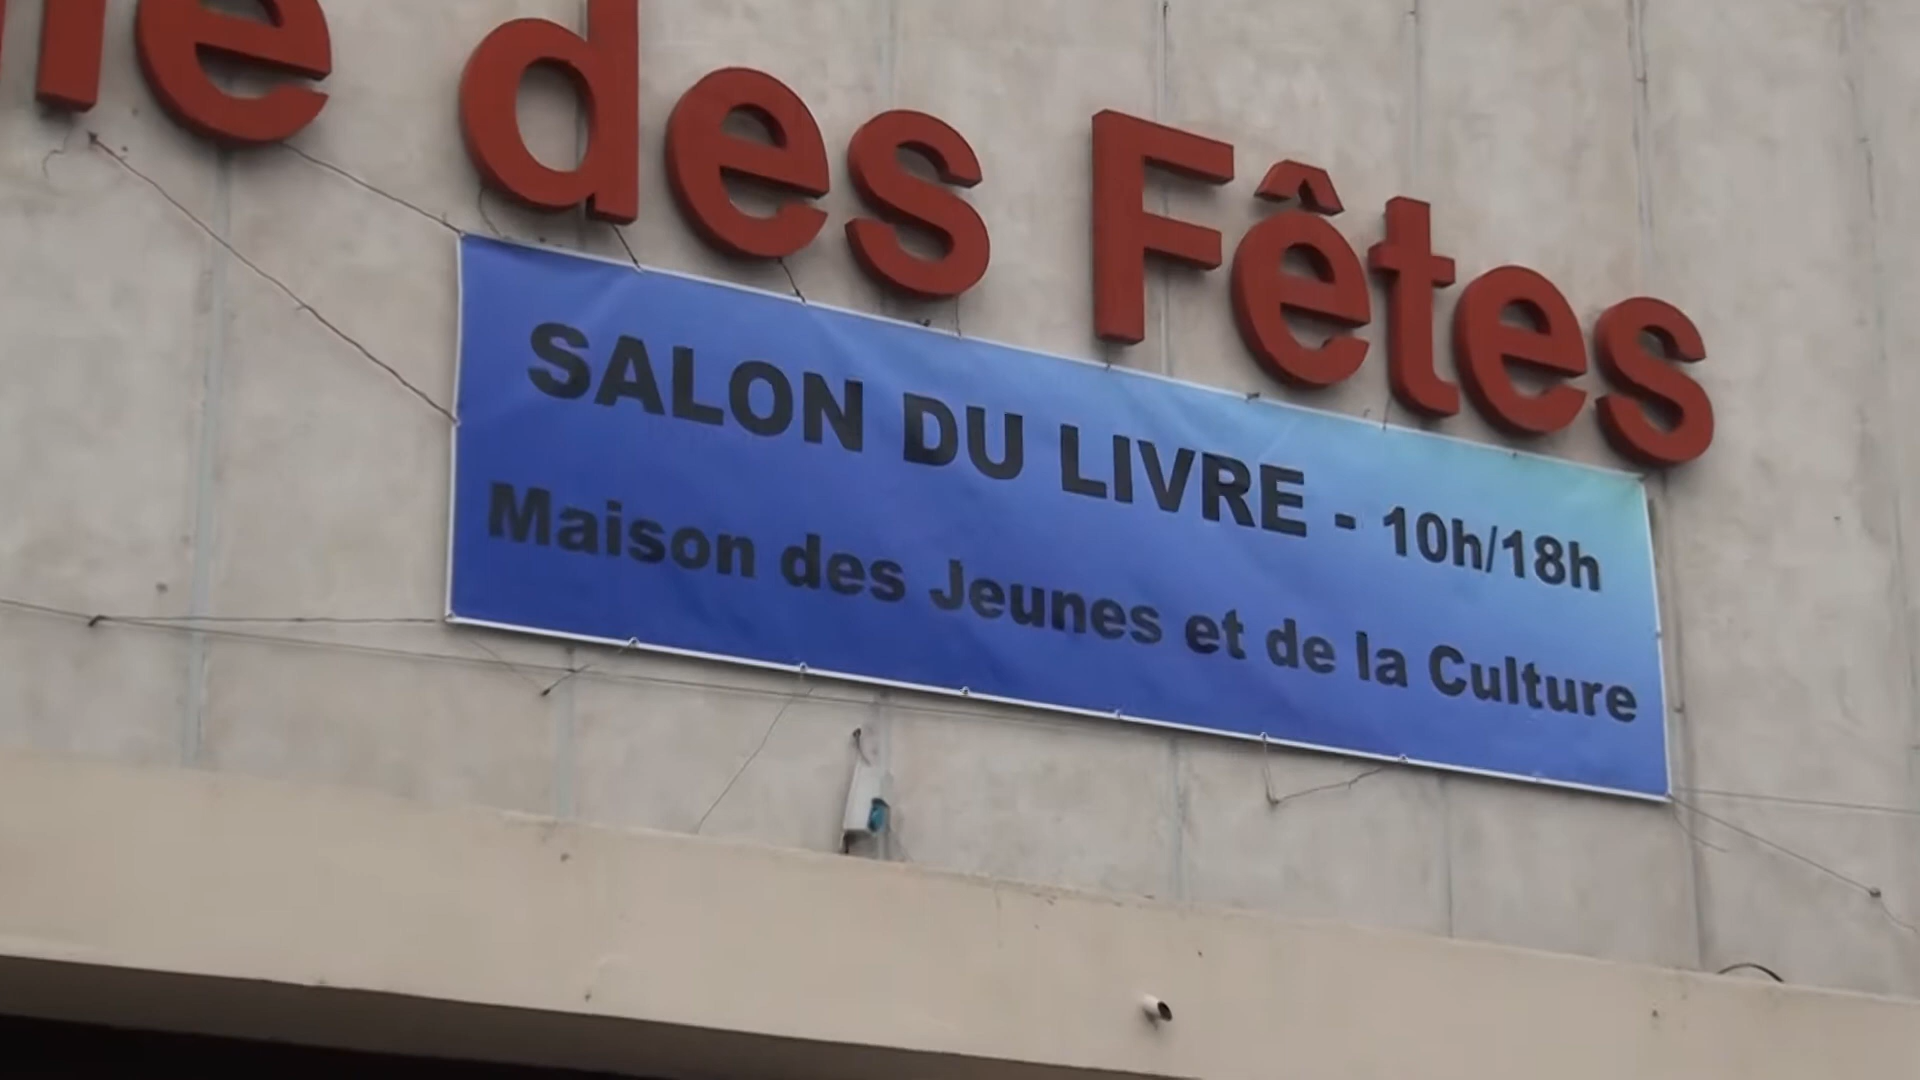 des Fêtes
SALON DU LIVRE - 10h/18h
Maison des Jeunes et de la Culture